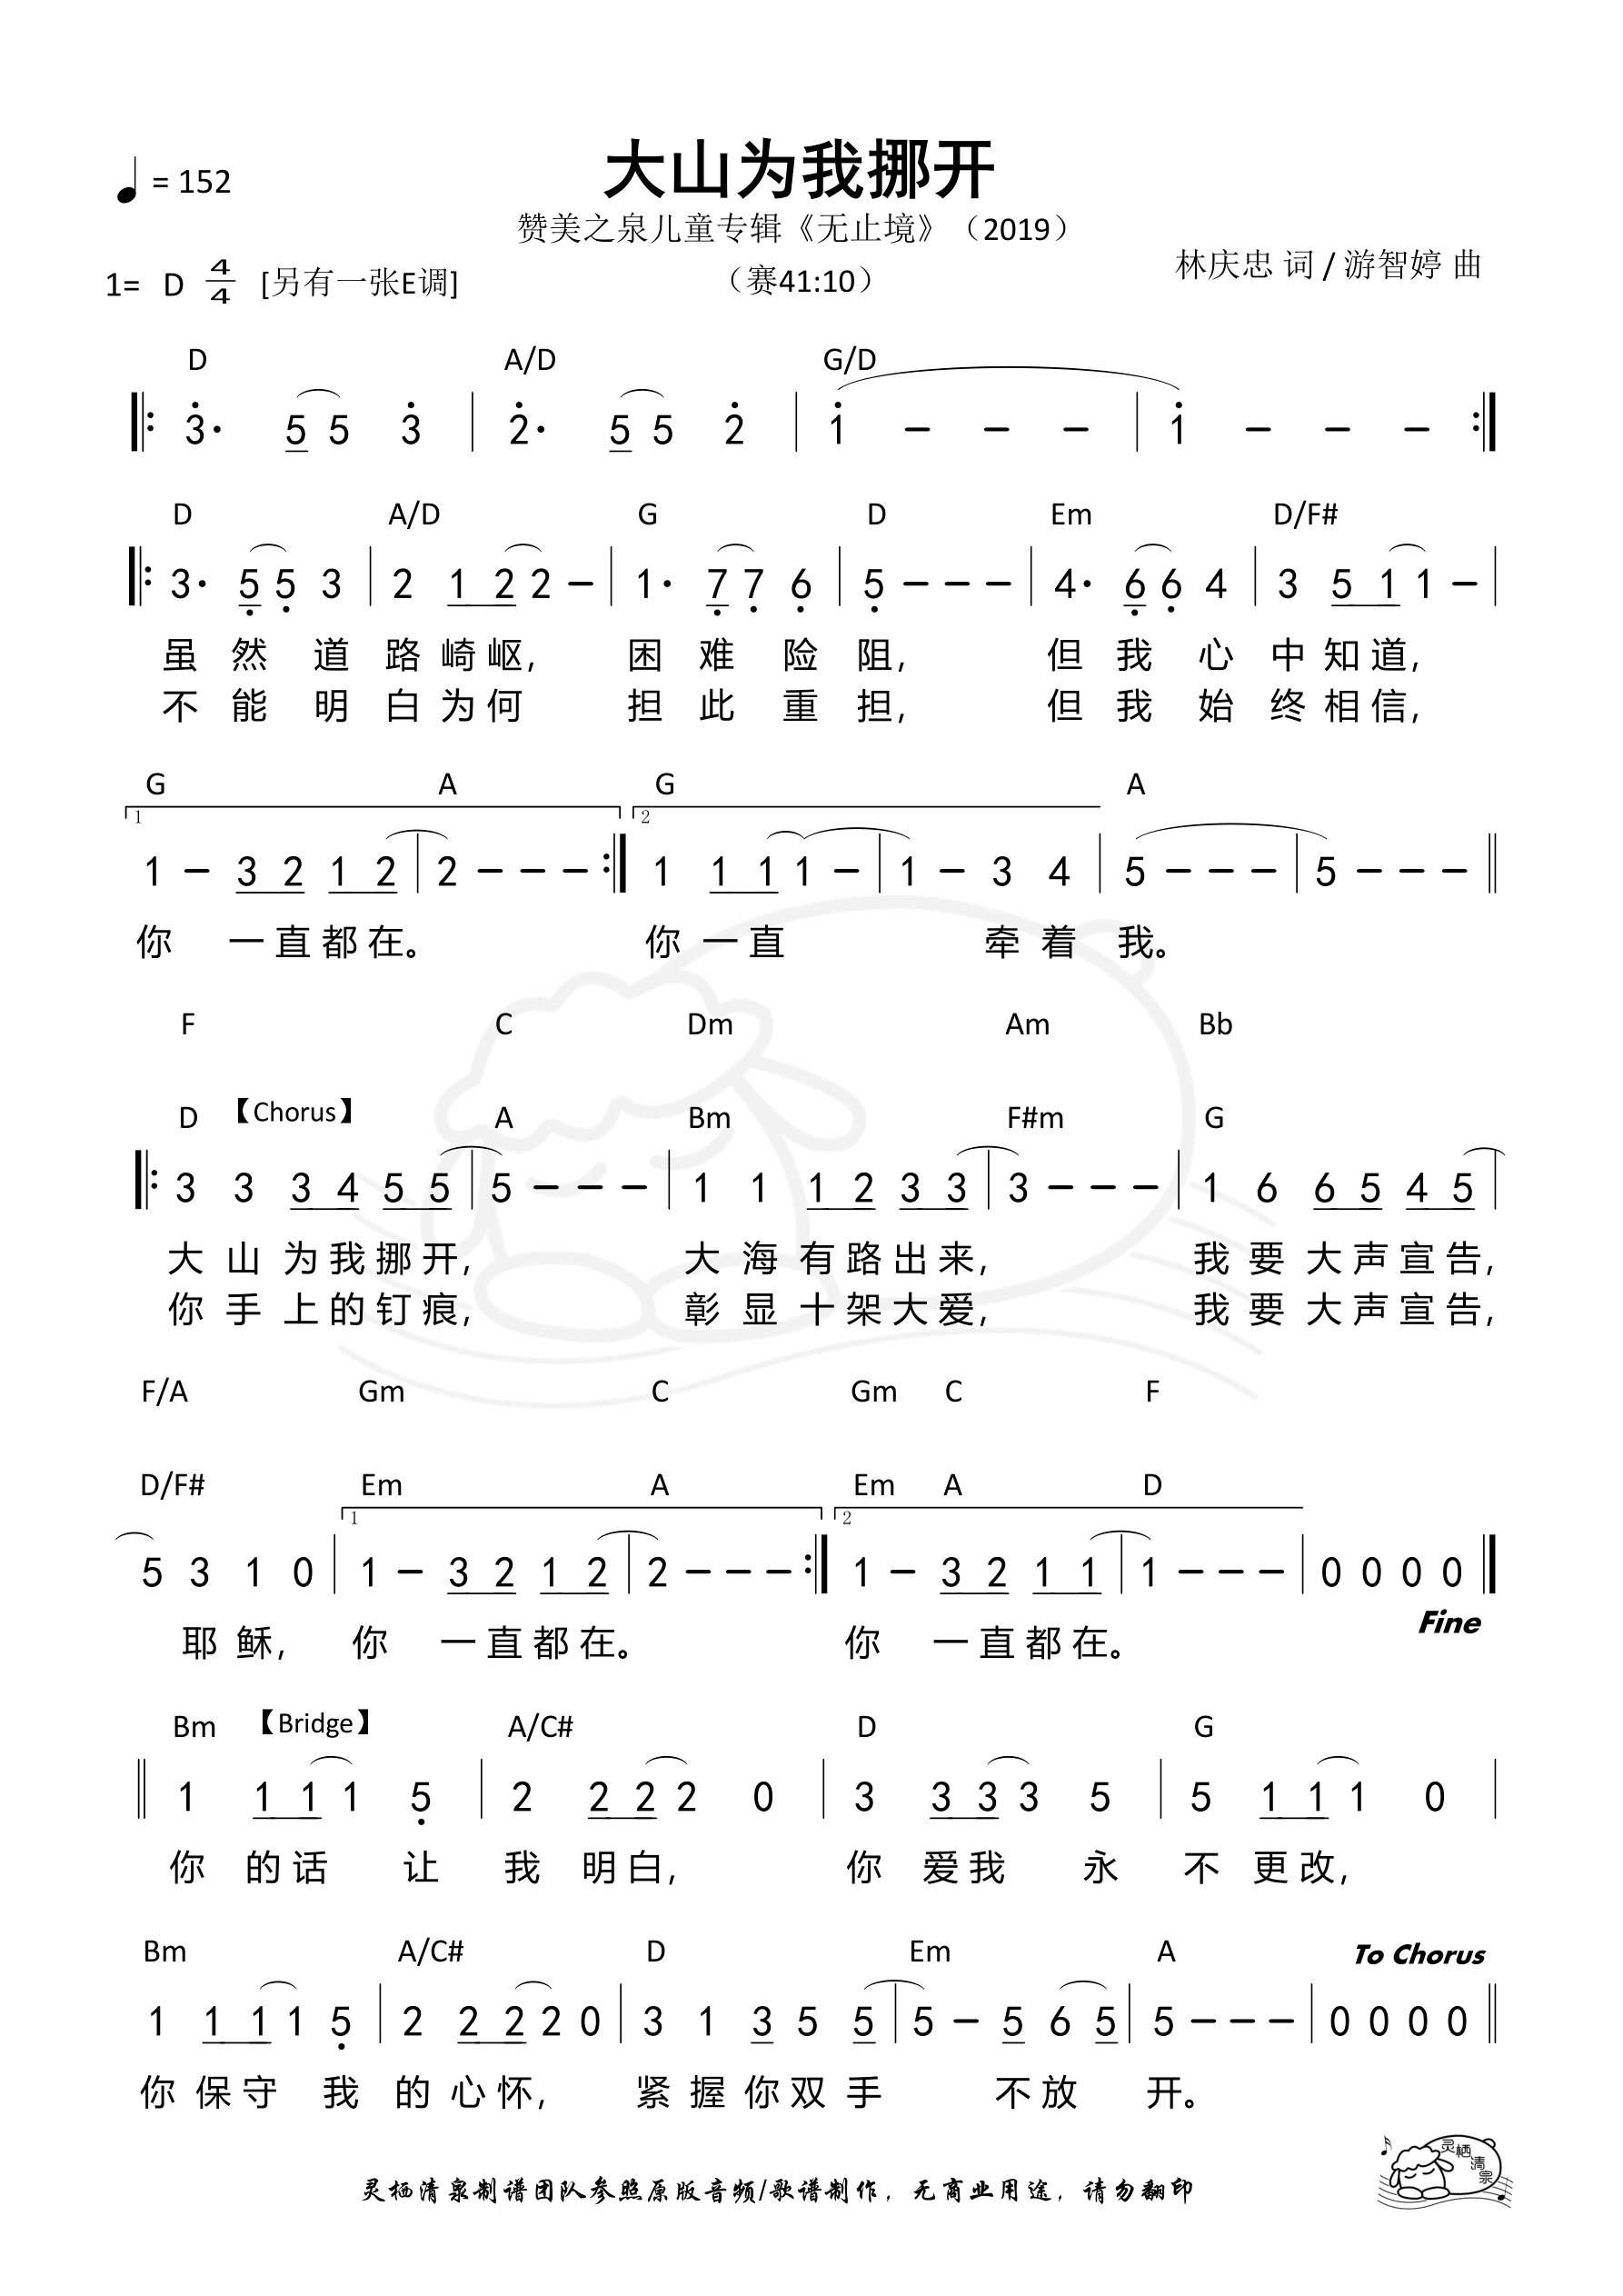 大山为我挪开
♩ = 152
赞美之泉儿童专辑《无止境》（2019）
林庆忠 词 / 游智婷 曲
1= D 4/4 [另有一张E调]
（赛41:10）
D A/D G/D
3· 5 5 3 | 2· 5 5 2 | 1 – – – | 1 – – –
D A/D G D Em D/F#
3· 5 5 3 | 2 1 2 2 – | 1· 7 7 6 | 5 – – – | 4· 6 6 4 | 3 5 1 1 – |
虽 然 道 路 崎 岖, 困 难 险 阻, 但 我 心 中 知 道,
不 能 明 白 为 何 担 此 重 担, 但 我 始 终 相 信,
G A G A
1 2
1 – 3 2 1 2 | 2 – – – :| 1 1 1 1 – | 1 – 3 4 | 5 – – – | 5 – – – ||
你 一 直 都 在。 你 一 直 牵 着 我。
F C Dm Am Bb
D 【Chorus】 A Bm F#m G
3 3 3 4 5 5 | 5 – – – | 1 1 1 2 3 3 | 3 – – – | 1 6 6 5 4 5 |
大 山 为 我 挪 开, 大 海 有 路 出 来, 我 要 大 声 宣 告,
你 手 上 的 钉 痕, 彰 显 十 架 大 爱, 我 要 大 声 宣 告,
F/A Gm C Gm C F
D/F# Em A Em A D
1 2
5 3 1 0 | 1 – 3 2 1 2 | 2 – – – :| 1 – 3 2 1 1 | 1 – – – | 0 0 0 0
耶 稣, 你 一 直 都 在。 你 一 直 都 在。
Fine
Bm 【Bridge】 A/C# D G
1 1 1 1 5 | 2 2 2 2 0 | 3 3 3 3 5 | 5 1 1 1 0 |
你 的 话 让 我 明 白, 你 爱 我 永 不 更 改,
Bm A/C# D Em A To Chorus
1 1 1 1 5 | 2 2 2 2 0 | 3 1 3 5 5 | 5 – 5 6 5 | 5 – – – | 0 0 0 0 ||
你 保 守 我 的 心 怀, 紧 握 你 双 手 不 放 开。
灵栖清泉
灵栖清泉制谱团队参照原版音频/歌谱制作，无商业用途，请勿翻印